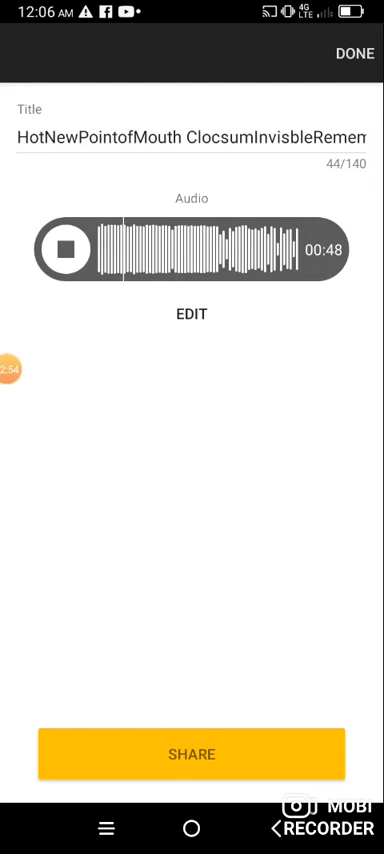 12:06 AM
4G
LTE
DONE
Title
HotNewPointofMouth ClocsumInvisbleRemem
44/140
Audio
00:48
EDIT
2:54
SHARE
MOBI
RECORDER